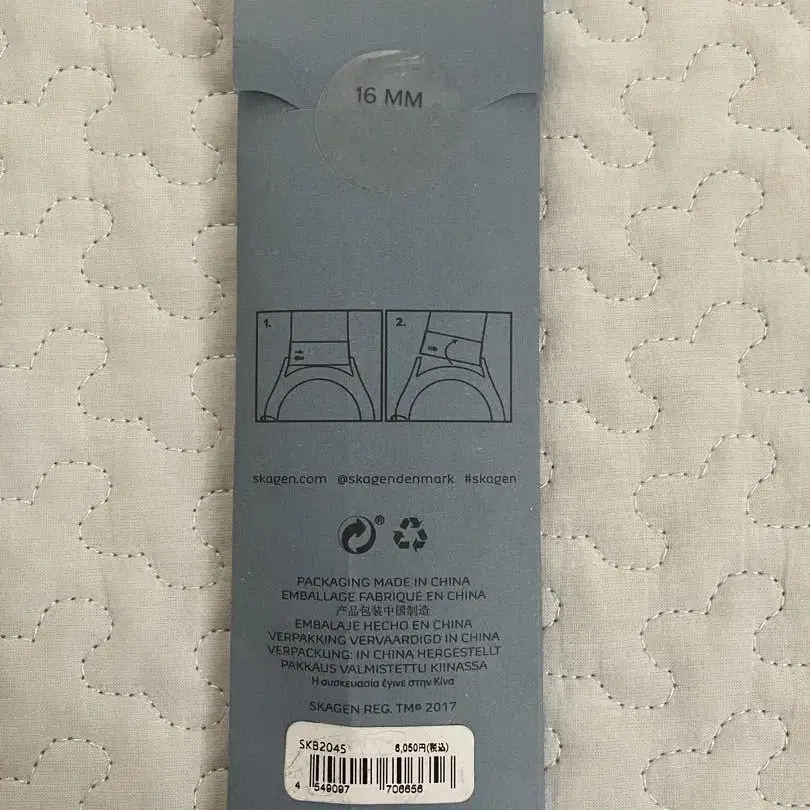 16 MM
1. 2.
skagen.com @skagendenmark #skagen
®
PACKAGING MADE IN CHINA
EMBALLAGE FABRIQUÉ EN CHINA
产品包装中国制造
EMBALAJE HECHO EN CHINA
VERPAKKING VERVAARDIGD IN CHINA
VERPACKUNG: IN CHINA HERGESTELLT
PAKKAUS VALMISTETTU KIINASSA
Η συσκευασία έγινε στην Κίνα
SKAGEN REG. TM© 2017
SKB2045 6,050円(税込)
4 549097 706656